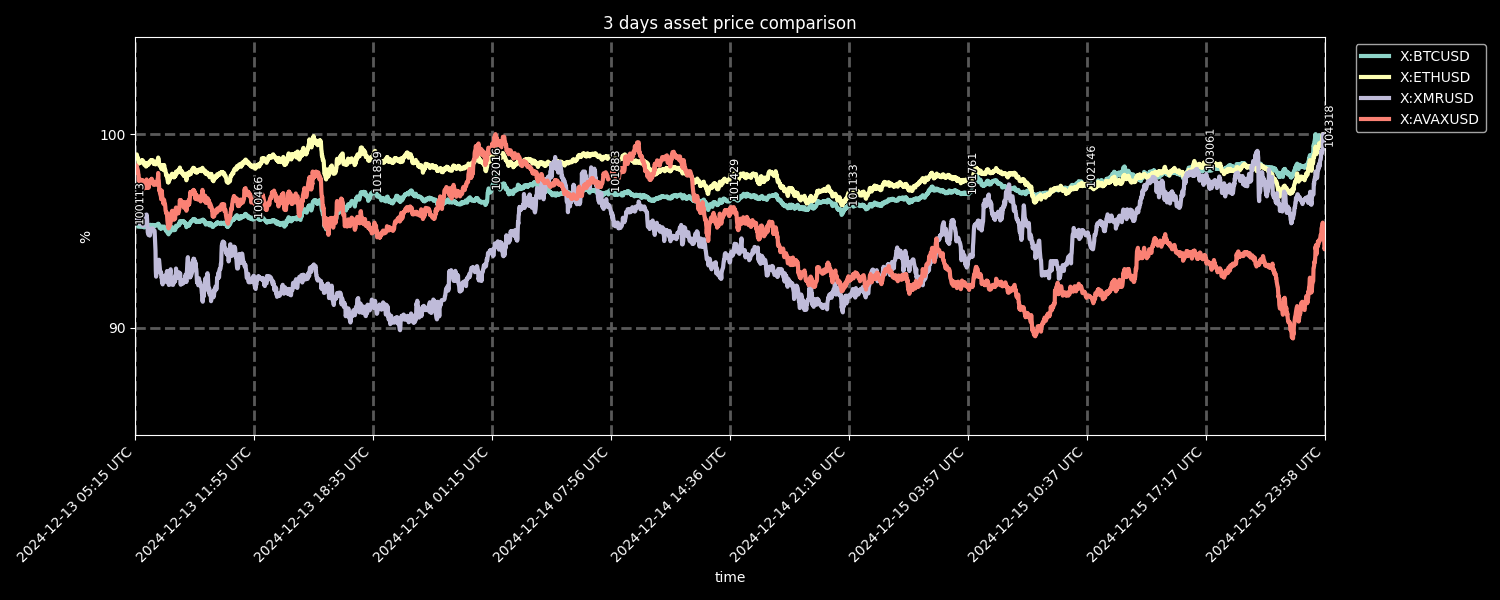 3 days asset price comparison
X:BTCUSD
X:ETHUSD
X:XMRUSD
X:AVAXUSD
100
90
%
100113
100466
101839
102016
101883
101429
101133
101761
102146
103061
104318
2024-12-13 05:15 UTC
2024-12-13 11:55 UTC
2024-12-13 18:35 UTC
2024-12-14 01:15 UTC
2024-12-14 07:56 UTC
2024-12-14 14:36 UTC
2024-12-14 21:16 UTC
2024-12-15 03:57 UTC
2024-12-15 10:37 UTC
2024-12-15 17:17 UTC
2024-12-15 23:58 UTC
time